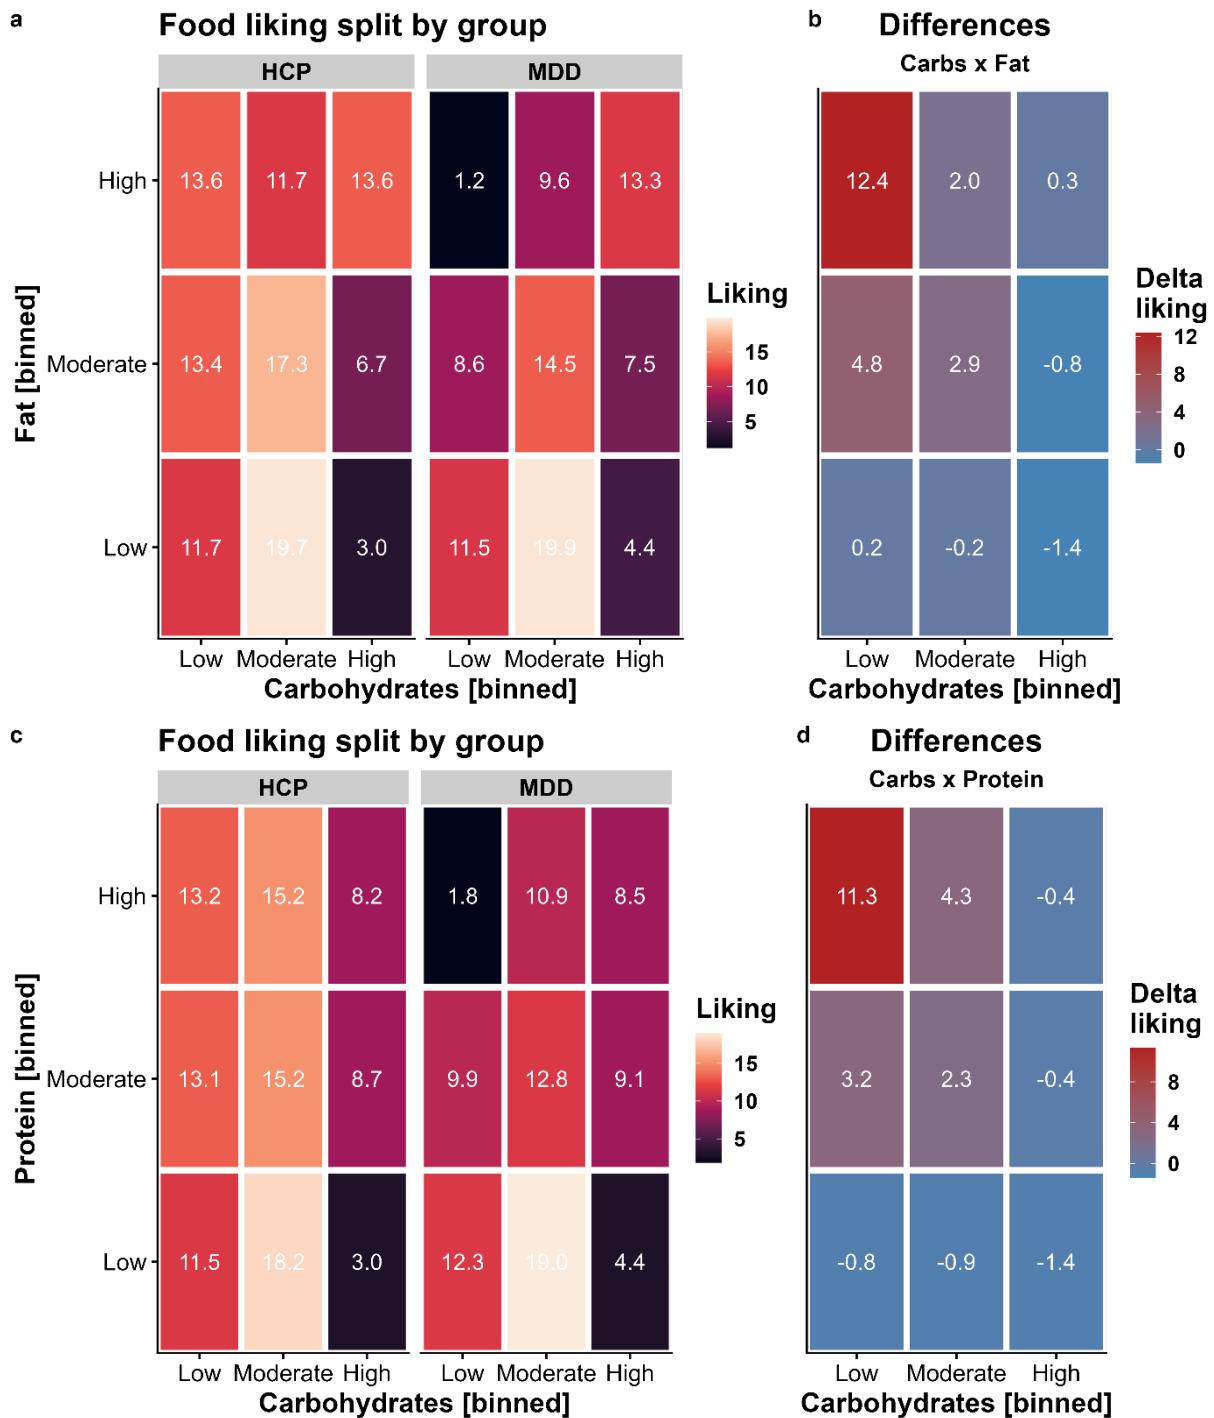 a
Food liking split by group
HCP
MDD
Fat [binned]
High
13.6 11.7 13.6 1.2 9.6 13.3
Moderate
13.4 17.3 6.7 8.6 14.5 7.5
Low
11.7 19.7 3.0 11.5 19.9 4.4
Low Moderate High Low Moderate High
Carbohydrates [binned]
Liking
15
10
5
b
Differences
Carbs x Fat
12.4 2.0 0.3
4.8 2.9 -0.8
0.2 -0.2 -1.4
Low Moderate High
Carbohydrates [binned]
Delta
liking
12
8
4
0
c
Food liking split by group
HCP
MDD
Protein [binned]
High
13.2 15.2 8.2 1.8 10.9 8.5
Moderate
13.1 15.2 8.7 9.9 12.8 9.1
Low
11.5 18.2 3.0 12.3 19.0 4.4
Low Moderate High Low Moderate High
Carbohydrates [binned]
Liking
15
10
5
d
Differences
Carbs x Protein
11.3 4.3 -0.4
3.2 2.3 -0.4
-0.8 -0.9 -1.4
Low Moderate High
Carbohydrates [binned]
Delta
liking
8
4
0